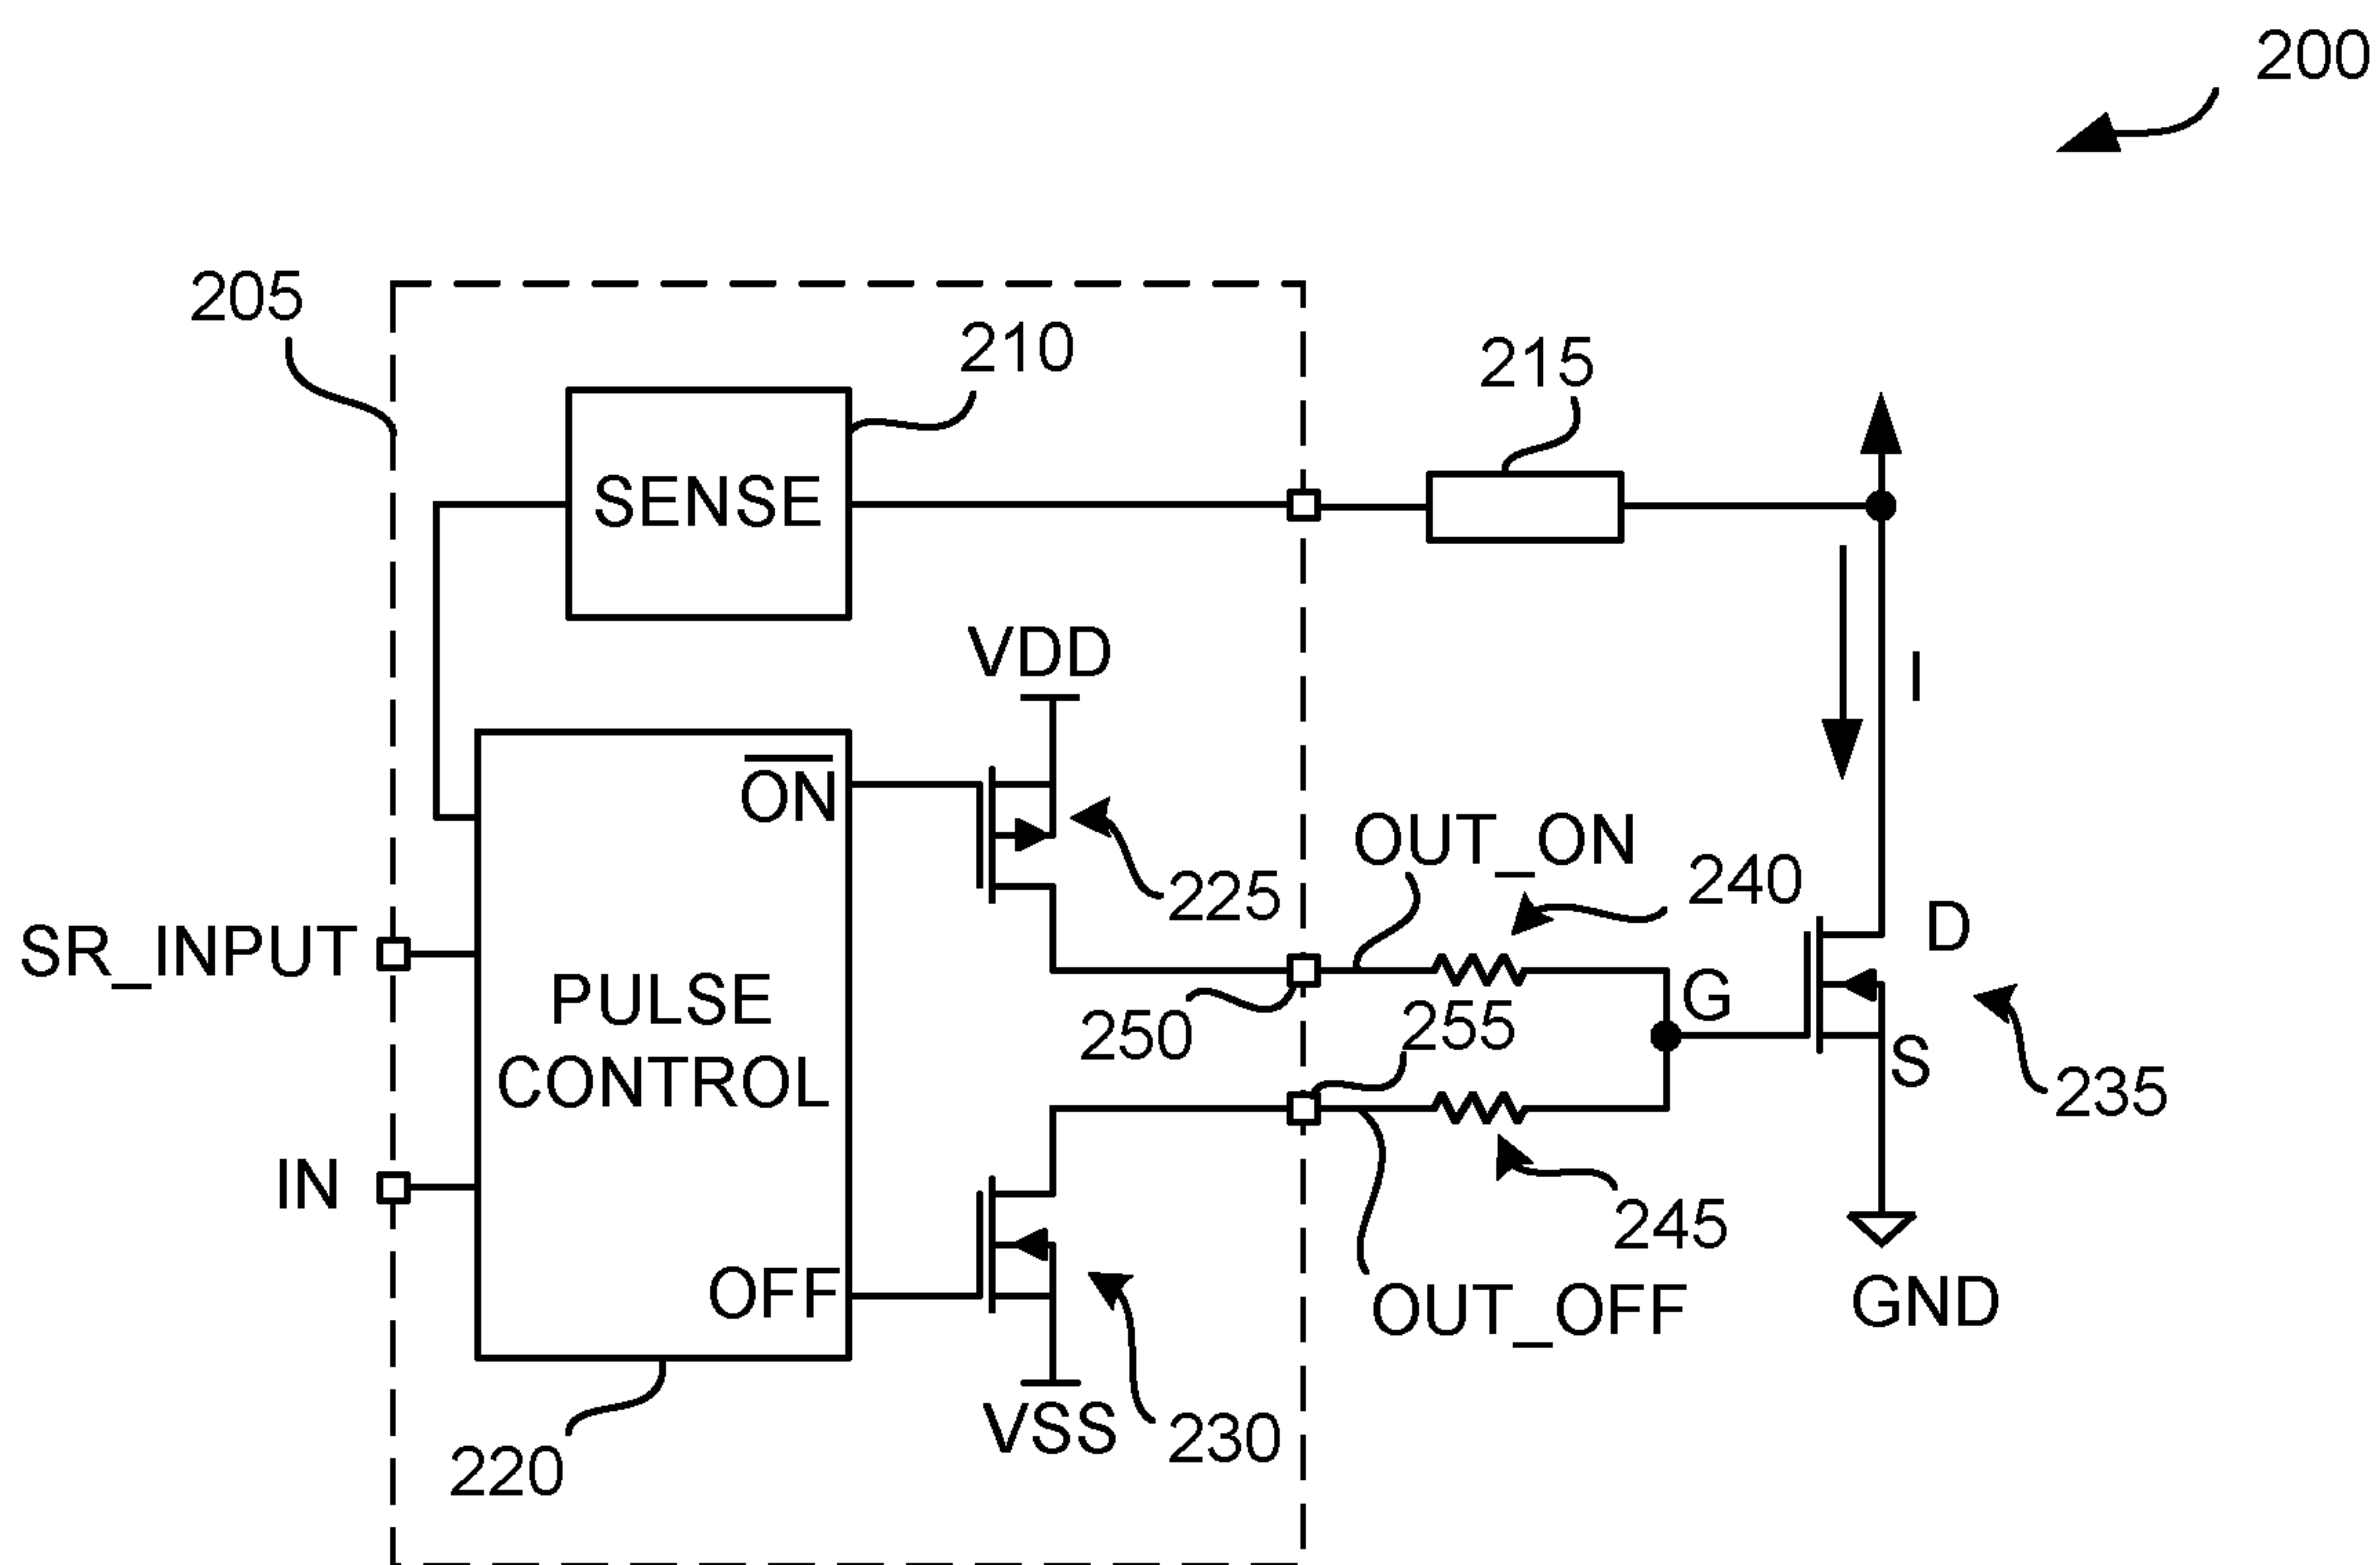 200
205
210
215
SENSE
VDD
I
O̅N̅
OUT_ON
240
225
D
SR_INPUT
PULSE
CONTROL
G
250
255
S
235
IN
245
OFF
OUT_OFF
GND
VSS
230
220